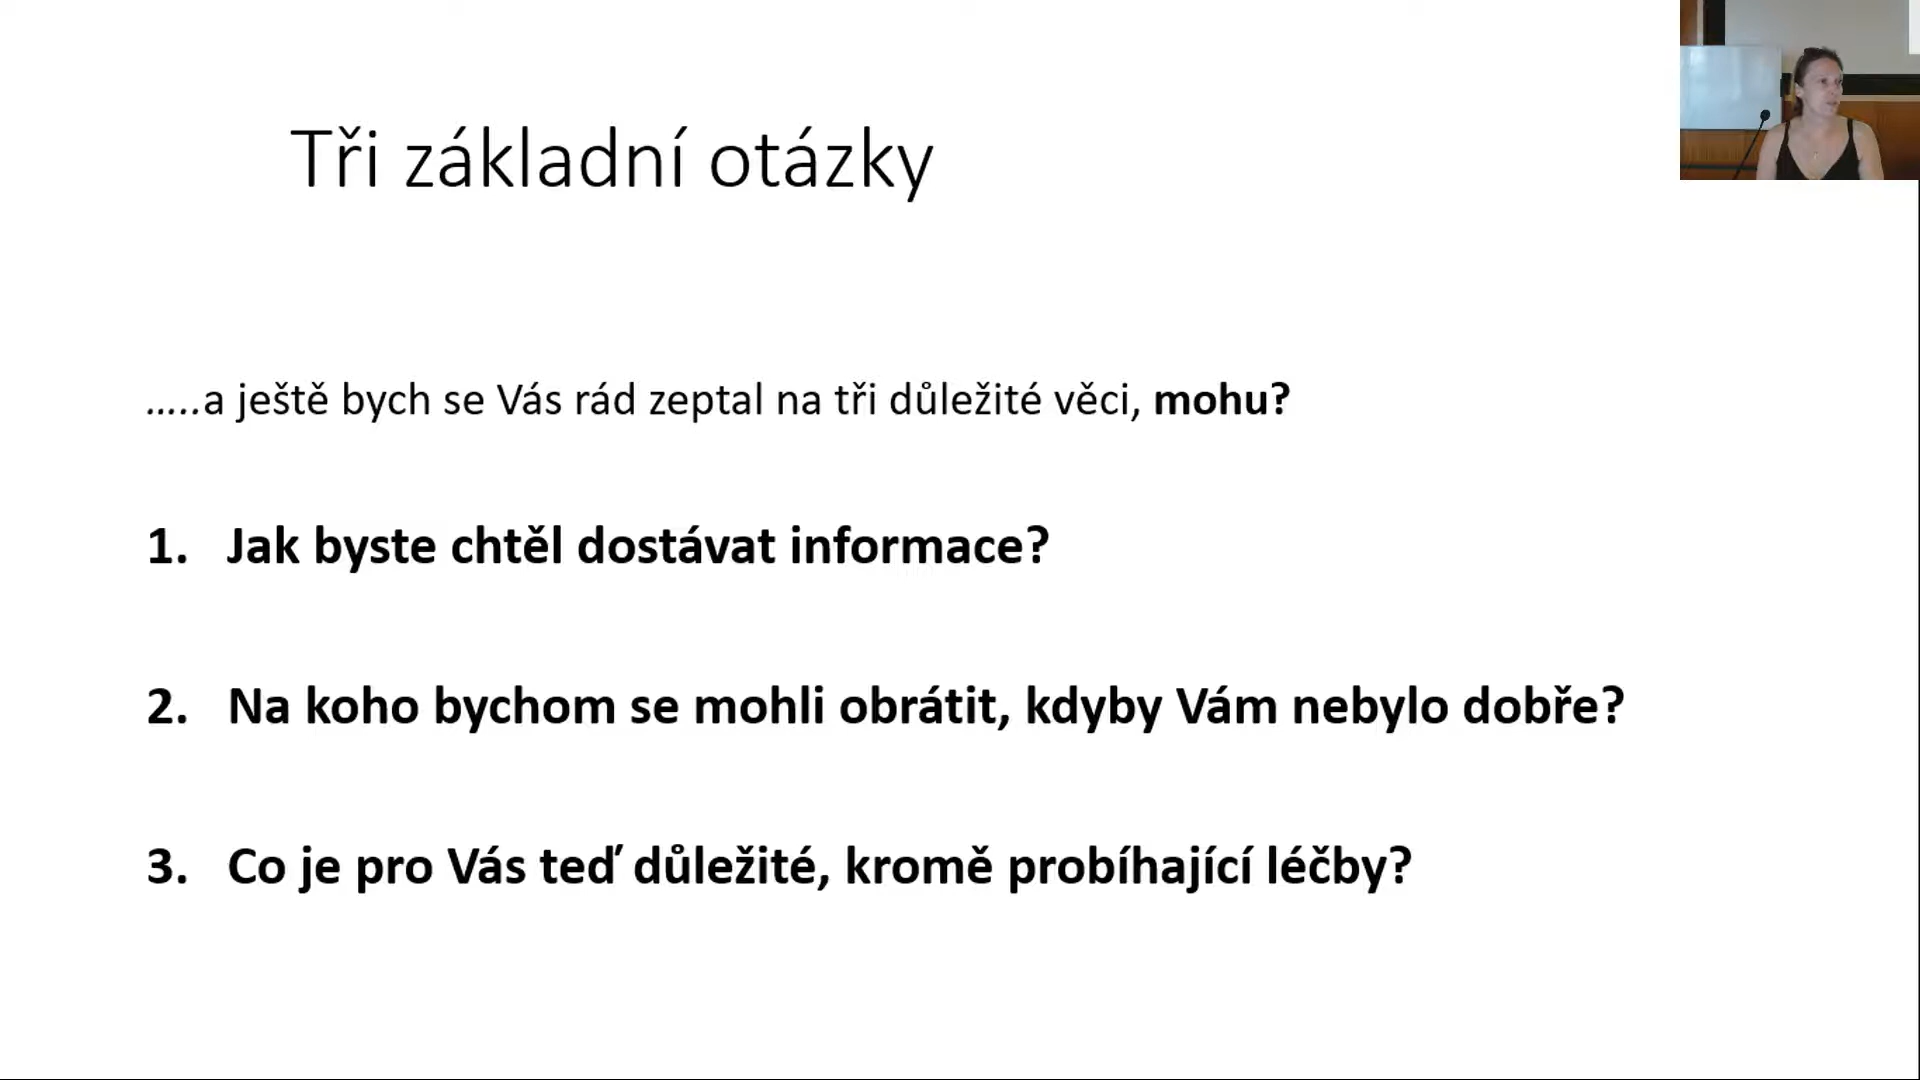 Tři základní otázky
…..a ještě bych se Vás rád zeptal na tři důležité věci, mohu?
1. Jak byste chtěl dostávat informace?
2. Na koho bychom se mohli obrátit, kdyby Vám nebylo dobře?
3. Co je pro Vás teď důležité, kromě probíhající léčby?